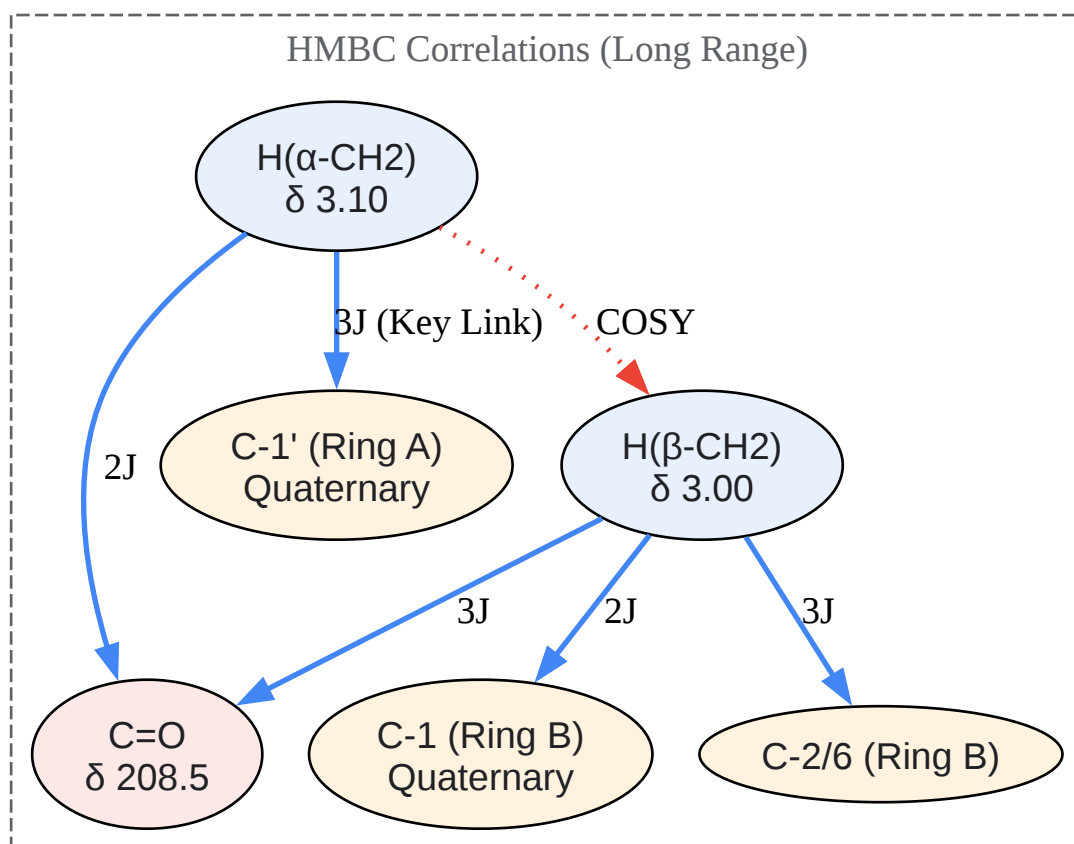 HMBC Correlations (Long Range)
H(α-CH2)
δ 3.10
3J (Key Link)
COSY
C-1' (Ring A)
Quaternary
H(β-CH2)
δ 3.00
2J
3J
2J
3J
C=O
δ 208.5
C-1 (Ring B)
Quaternary
C-2/6 (Ring B)